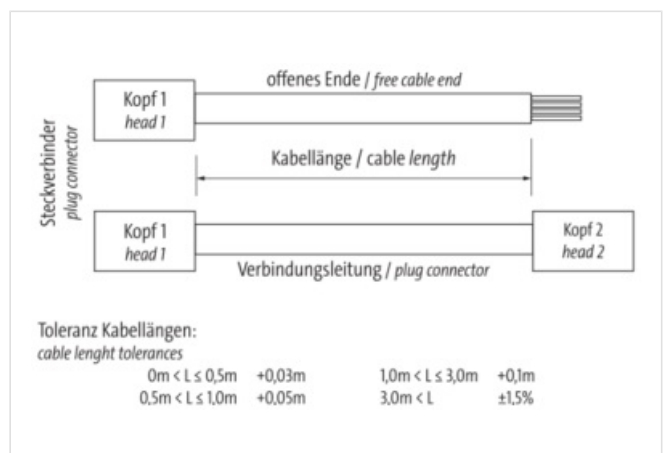 offenes Ende / free cable end
Kopf 1
head 1
Steckverbinder
plug connector
Kabellänge / cable length
Kopf 1
head 1
Kopf 2
head 2
Verbindungsleitung / plug connector
Toleranz Kabellängen:
cable lenght tolerances
0m < L ≤ 0,5m +0,03m 1,0m < L ≤ 3,0m +0,1m
0,5m < L ≤ 1,0m +0,05m 3,0m < L ±1,5%